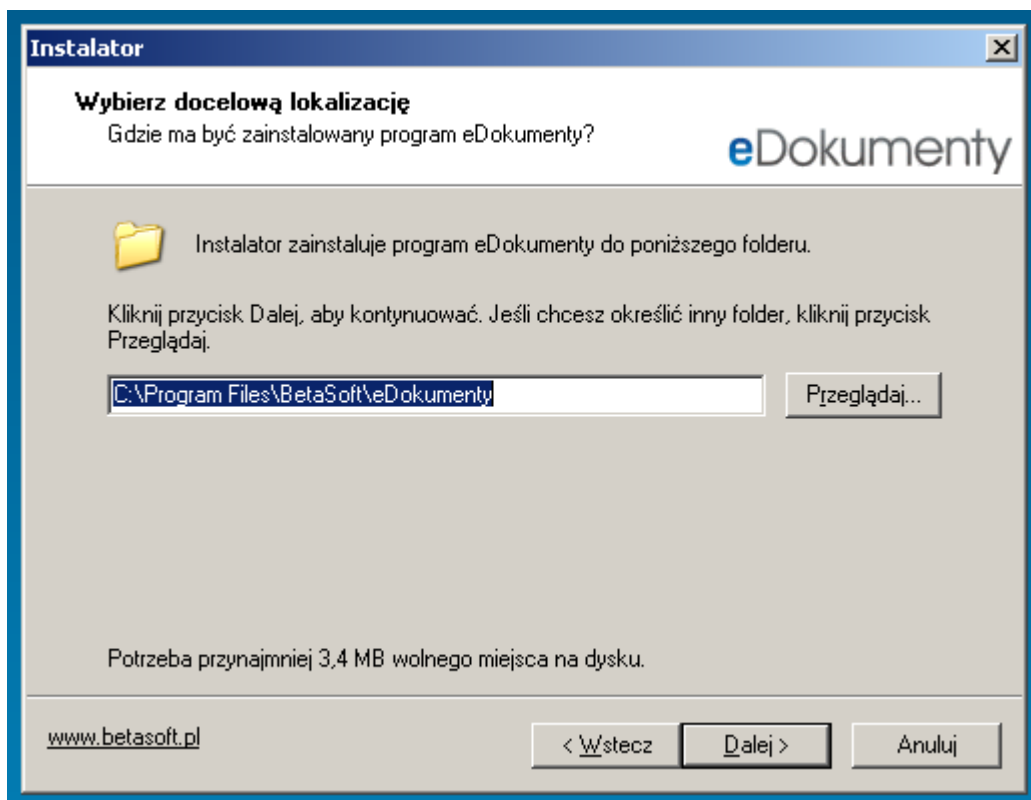 Instalator
Wybierz docelową lokalizację
Gdzie ma być zainstalowany program eDokumenty?
eDokumenty
Instalator zainstaluje program eDokumenty do poniższego folderu.
Kliknij przycisk Dalej, aby kontynuować. Jeśli chcesz określić inny folder, kliknij przycisk
Przeglądaj.
C:\Program Files\BetaSoft\eDokumenty
Przeglądaj...
Potrzeba przynajmniej 3,4 MB wolnego miejsca na dysku.
www.betasoft.pl
< Wstecz
Dalej >
Anuluj